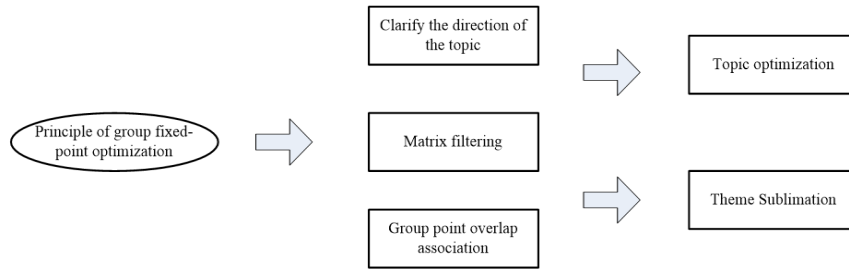 Principle of group fixed-
point optimization
Clarify the direction of
the topic
Matrix filtering
Group point overlap
association
Topic optimization
Theme Sublimation